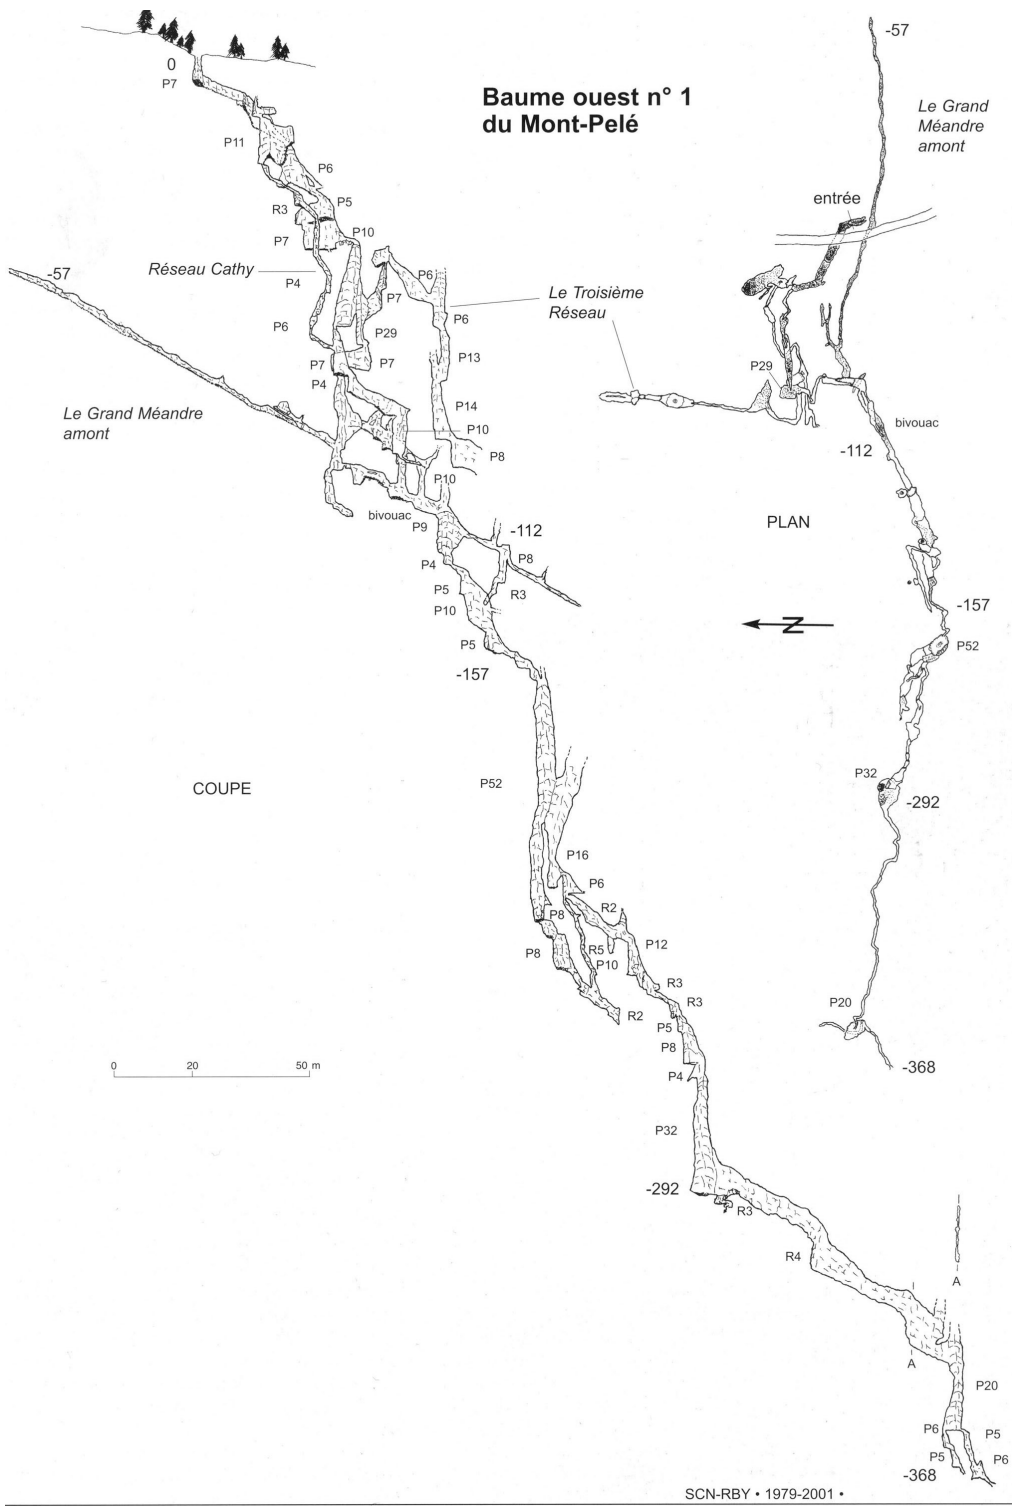 Baume ouest n° 1
du Mont-Pelé
0
P7
P11
P6
P5
R3
P7
P10
Réseau Cathy
P4
P6
P6
P7
P6
P29
P7
P7
P13
P4
P14
P10
P8
P10
-57
Le Grand Méandre
amont
Le Troisième
Réseau
bivouac
P9
-112
P4
P8
P5
R3
P10
P5
-157
COUPE
P52
P16
P6
R2
P8
P12
P8
R5
P10
R3
R3
R2
P5
P8
P4
P32
-292
R3
R4
A
A
P20
P6
P5
P5
P6
-368
0
20
50 m
-57
Le Grand
Méandre
amont
entrée
P29
bivouac
-112
PLAN
N
-157
P52
P32
-292
P20
-368
SCN-RBY • 1979-2001 •